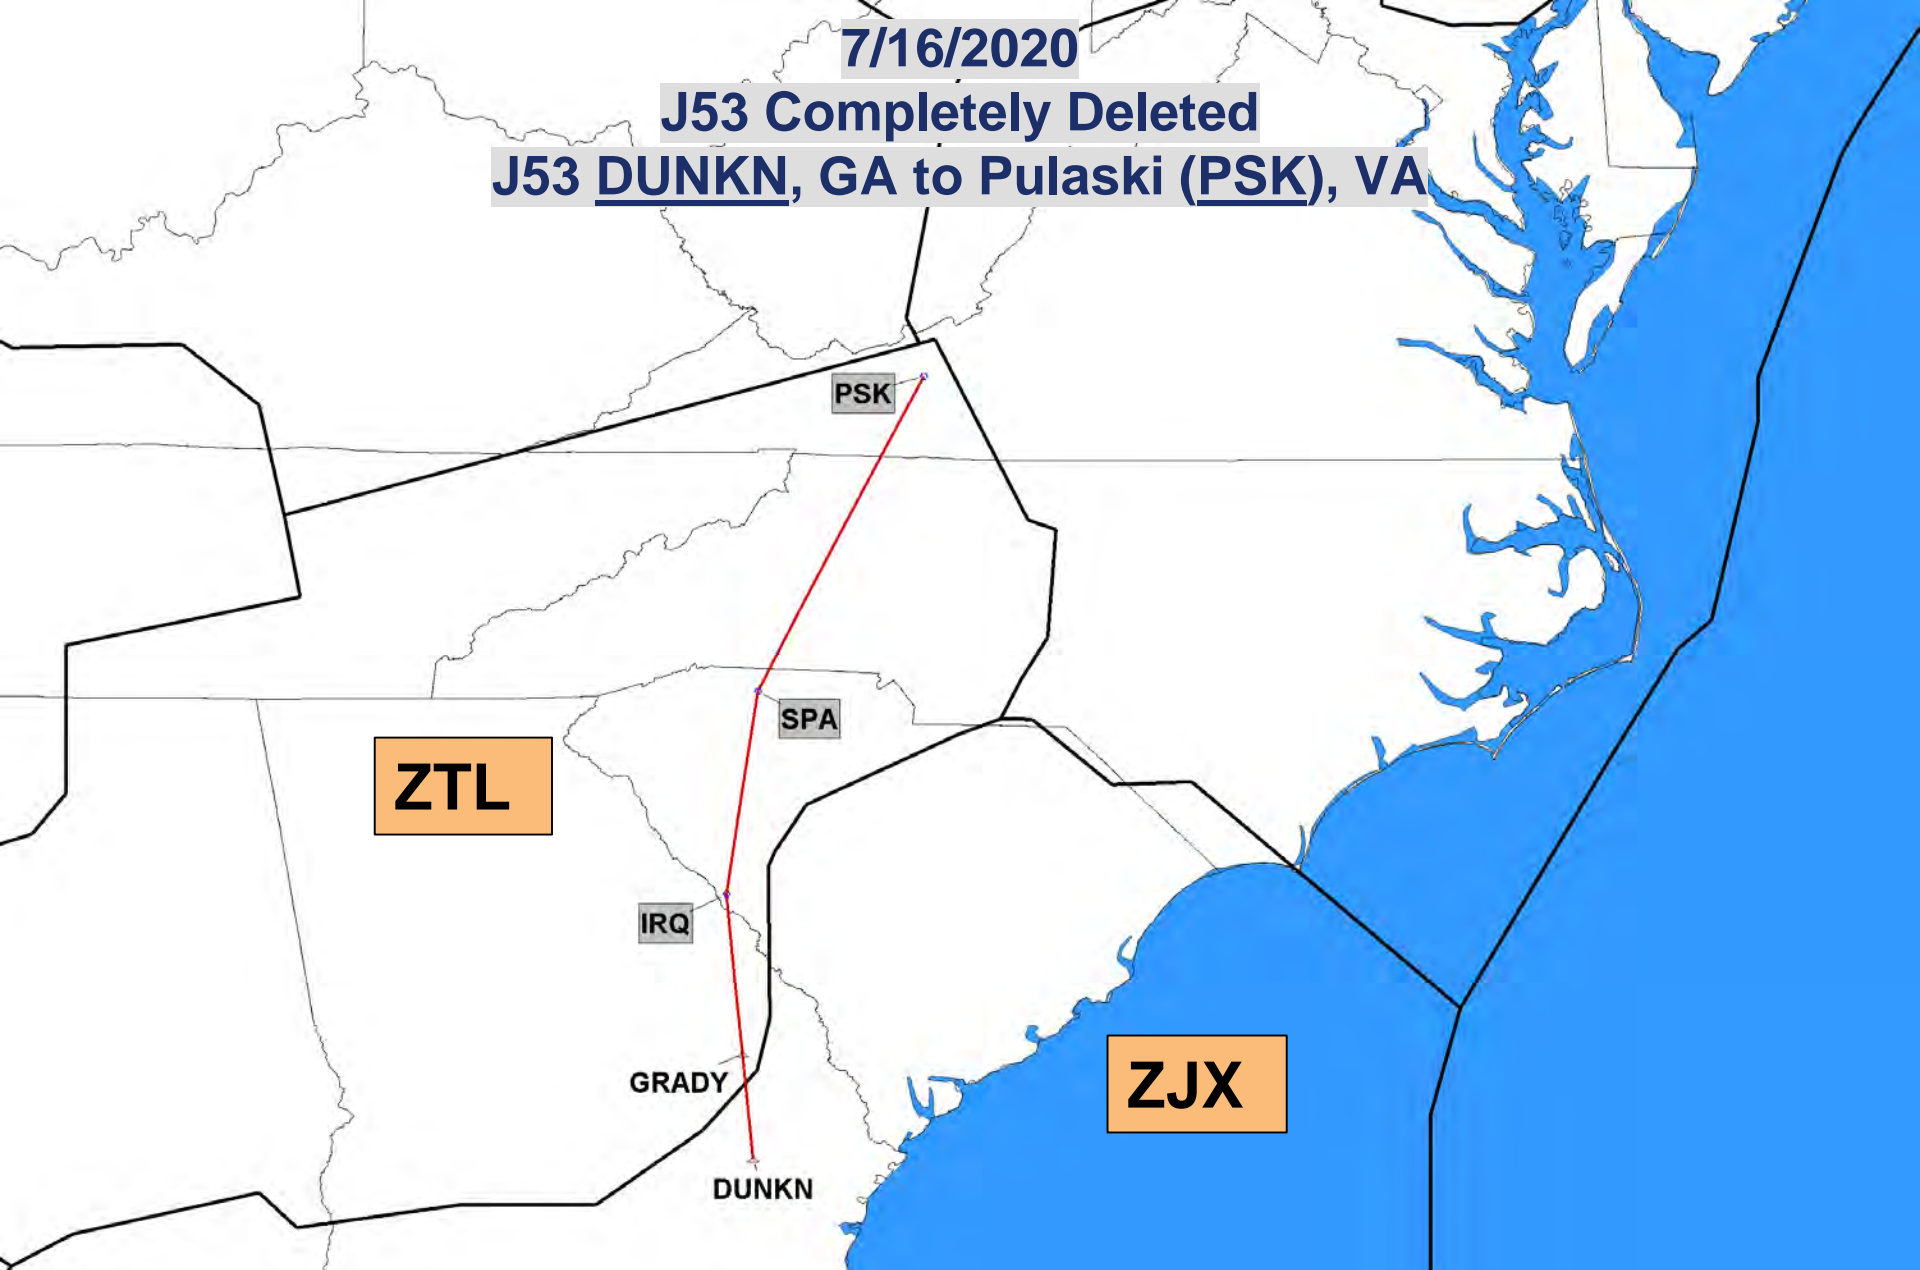 7/16/2020
J53 Completely Deleted
J53 DUNKN, GA to Pulaski (PSK), VA
PSK
SPA
ZTL
IRQ
GRADY
ZJX
DUNKN